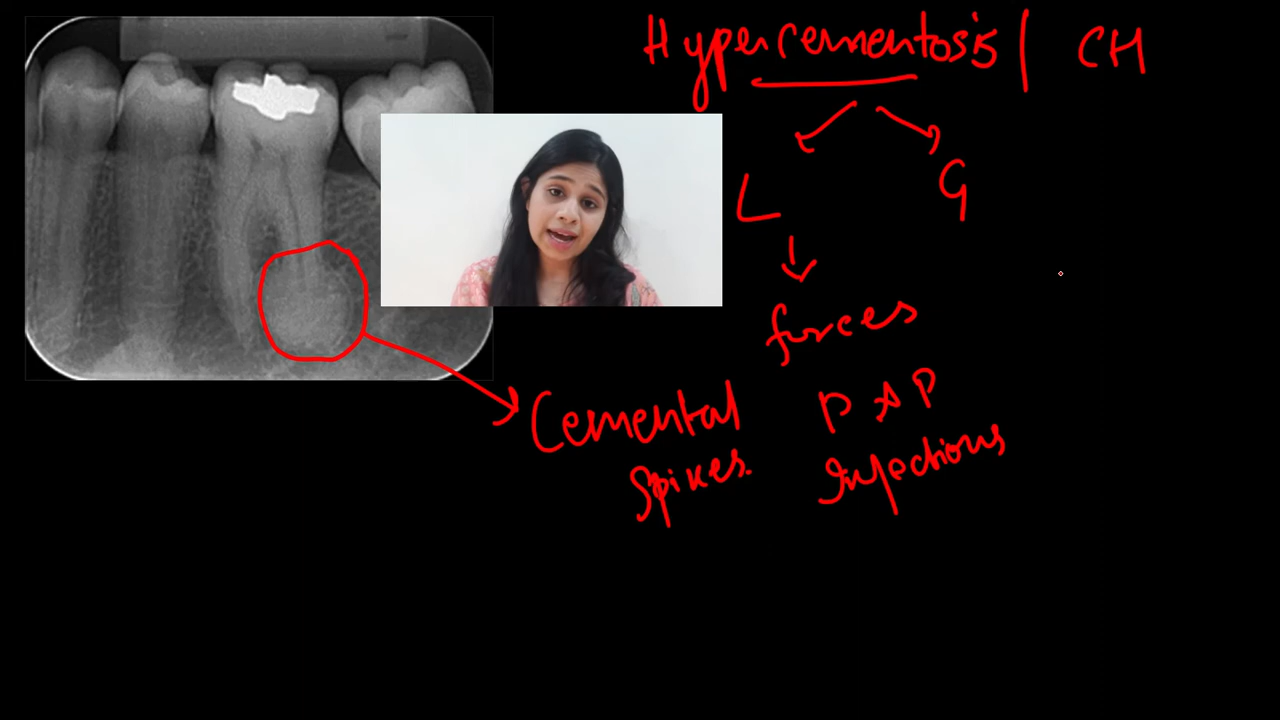 Hypercementosis | CH
L
G
forces
Cemental
Spikes.
PAP
Infections